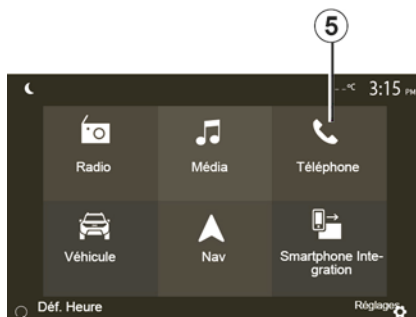 5
--°C 3:15 PM
Radio Média Téléphone
Véhicule Nav Smartphone Inte-
gration
Déf. Heure Réglages